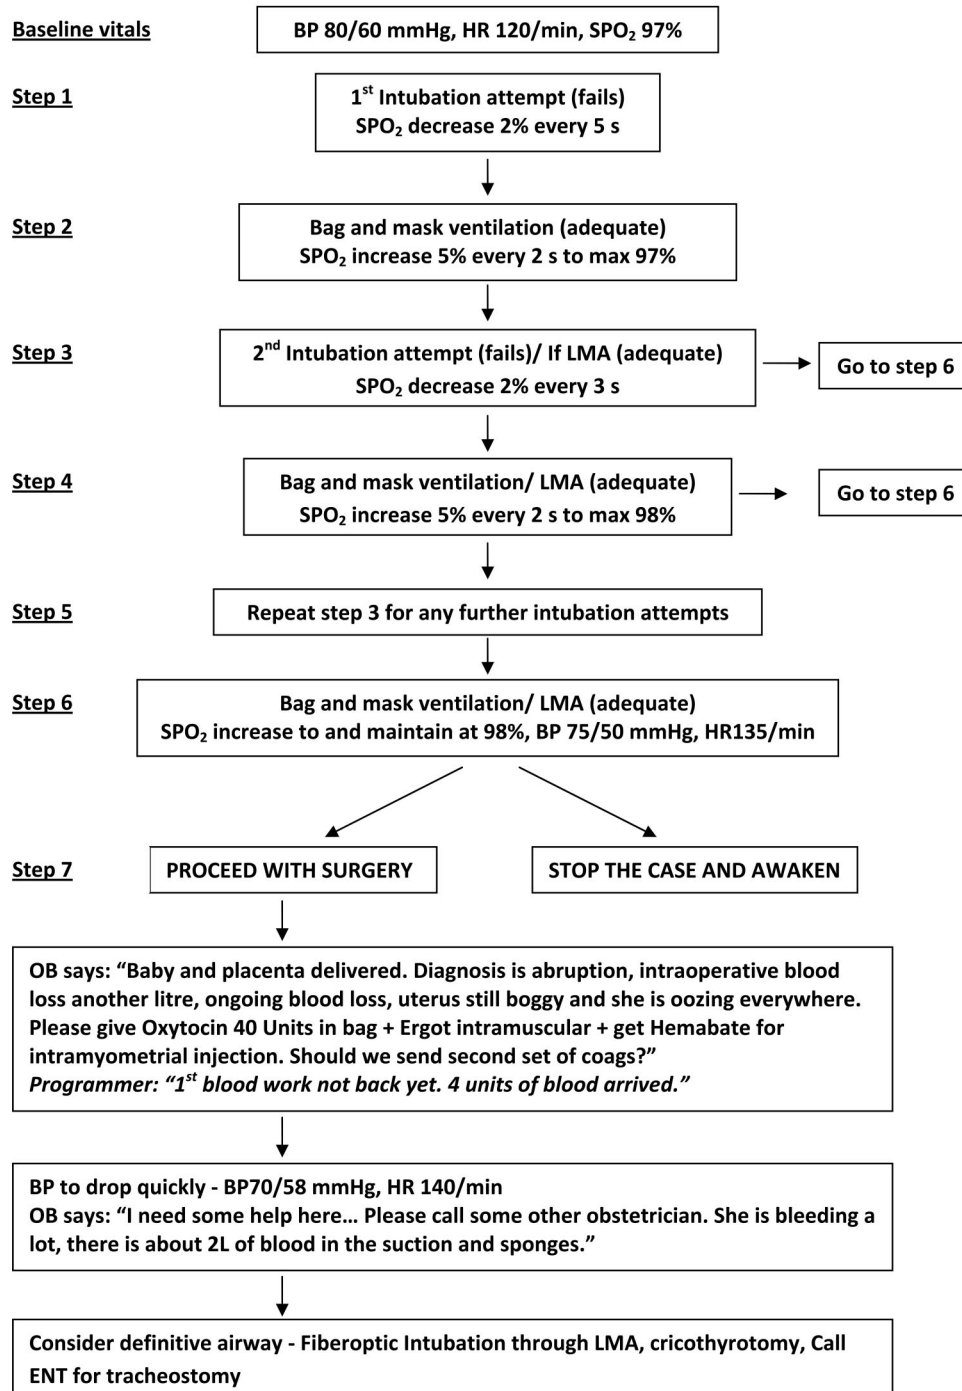 Baseline vitals
BP 80/60 mmHg, HR 120/min, SPO₂ 97%
Step 1
1st Intubation attempt (fails)
SPO₂ decrease 2% every 5 s
Step 2
Bag and mask ventilation (adequate)
SPO₂ increase 5% every 2 s to max 97%
Step 3
2nd Intubation attempt (fails)/ If LMA (adequate)
SPO₂ decrease 2% every 3 s
Go to step 6
Step 4
Bag and mask ventilation/ LMA (adequate)
SPO₂ increase 5% every 2 s to max 98%
Go to step 6
Step 5
Repeat step 3 for any further intubation attempts
Step 6
Bag and mask ventilation/ LMA (adequate)
SPO₂ increase to and maintain at 98%, BP 75/50 mmHg, HR135/min
Step 7
PROCEED WITH SURGERY
STOP THE CASE AND AWAKEN
OB says: “Baby and placenta delivered. Diagnosis is abruption, intraoperative blood
loss another litre, ongoing blood loss, uterus still boggy and she is oozing everywhere.
Please give Oxytocin 40 Units in bag + Ergot intramuscular + get Hemabate for
intramyometrial injection. Should we send second set of coags?”
Programmer: “1st blood work not back yet. 4 units of blood arrived.”
BP to drop quickly - BP70/58 mmHg, HR 140/min
OB says: “I need some help here… Please call some other obstetrician. She is bleeding a
lot, there is about 2L of blood in the suction and sponges.”
Consider definitive airway - Fiberoptic Intubation through LMA, cricothyrotomy, Call
ENT for tracheostomy